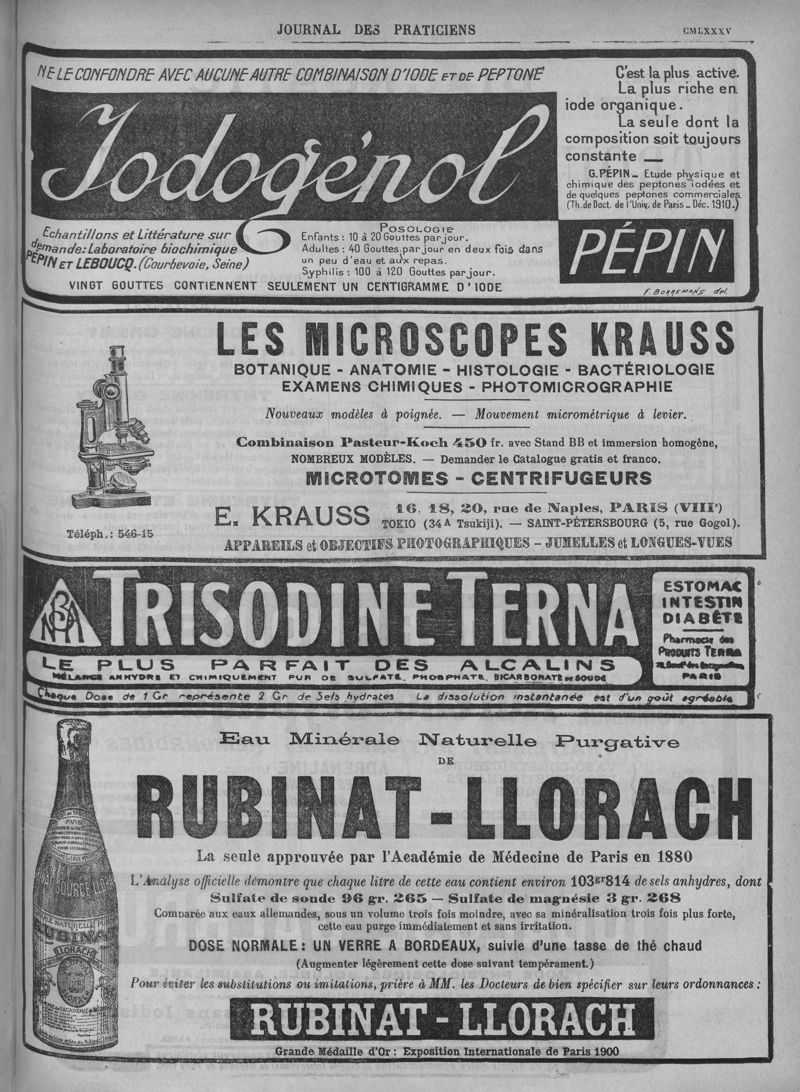 JOURNAL DES PRATICIENS
CMLXXXV
NE LE CONFONDRE AVEC AUCUNE AUTRE COMBINAISON D'IODE ET DE PEPTONE
Iodogénol
C'est la plus active.
La plus riche en
iode organique.
La seule dont la
composition soit toujours
constante —
G. PÉPIN_ Etude physique et
chimique des peptones iodées et
de quelques peptones commerciales.
(Th. de Doct. de l'Univ. de Paris_ Déc. 1910.)
Echantillons et Littérature sur
demande: Laboratoire biochimique
PÉPIN ET LEBOUCQ. (Courbevoie, Seine)
POSOLOGIE
Enfants : 10 à 20 Gouttes par jour.
Adultes : 40 Gouttes par jour en deux fois dans
un peu d'eau et aux repas.
Syphilis : 100 à 120 Gouttes par jour.
PÉPIN
VINGT GOUTTES CONTIENNENT SEULEMENT UN CENTIGRAMME D'IODE
F. BORREMANS del.
LES MICROSCOPES KRAUSS
BOTANIQUE - ANATOMIE - HISTOLOGIE - BACTÉRIOLOGIE
EXAMENS CHIMIQUES - PHOTOMICROGRAPHIE
Nouveaux modèles à poignée. — Mouvement micrométrique à levier.
Combinaison Pasteur-Koch 450 fr. avec Stand BB et immersion homogène,
NOMBREUX MODÈLES. — Demander le Catalogue gratis et franco.
MICROTOMES - CENTRIFUGEURS
Téléph.: 546-15
E. KRAUSS
16, 18, 20, rue de Naples, PARIS (VIIIe)
TOKIO (34 A Tsukiji). — SAINT-PÉTERSBOURG (5, rue Gogol).
APPAREILS et OBJECTIFS PHOTOGRAPHIQUES - JUMELLES et LONGUES-VUES
TRISODINE TERNA
ESTOMAC
INTESTIN
DIABÈTE
Pharmacie des
PRODUITS TERNA
PARIS
LE PLUS PARFAIT DES ALCALINS
MÉLANGE ANHYDRE ET CHIMIQUEMENT PUR DE SULFATE, PHOSPHATE, BICARBONATE DE SOUDE
Chaque Dose de 1 Gr représente 2 Gr de Sels hydratés La dissolution instantanée est d'un goût agréable
Eau Minérale Naturelle Purgative
DE
RUBINAT-LLORACH
La seule approuvée par l'Académie de Médecine de Paris en 1880
L'Analyse officielle démontre que chaque litre de cette eau contient environ 103gr814 de sels anhydres, dont
Sulfate de soude 96 gr. 265 — Sulfate de magnésie 3 gr. 268
Comparée aux eaux allemandes, sous un volume trois fois moindre, avec sa minéralisation trois fois plus forte,
cette eau purge immédiatement et sans irritation.
DOSE NORMALE : UN VERRE A BORDEAUX, suivie d'une tasse de thé chaud
(Augmenter légèrement cette dose suivant tempérament.)
Pour éviter les substitutions ou imitations, prière à MM. les Docteurs de bien spécifier sur leurs ordonnances :
RUBINAT - LLORACH
Grande Médaille d'Or : Exposition Internationale de Paris 1900